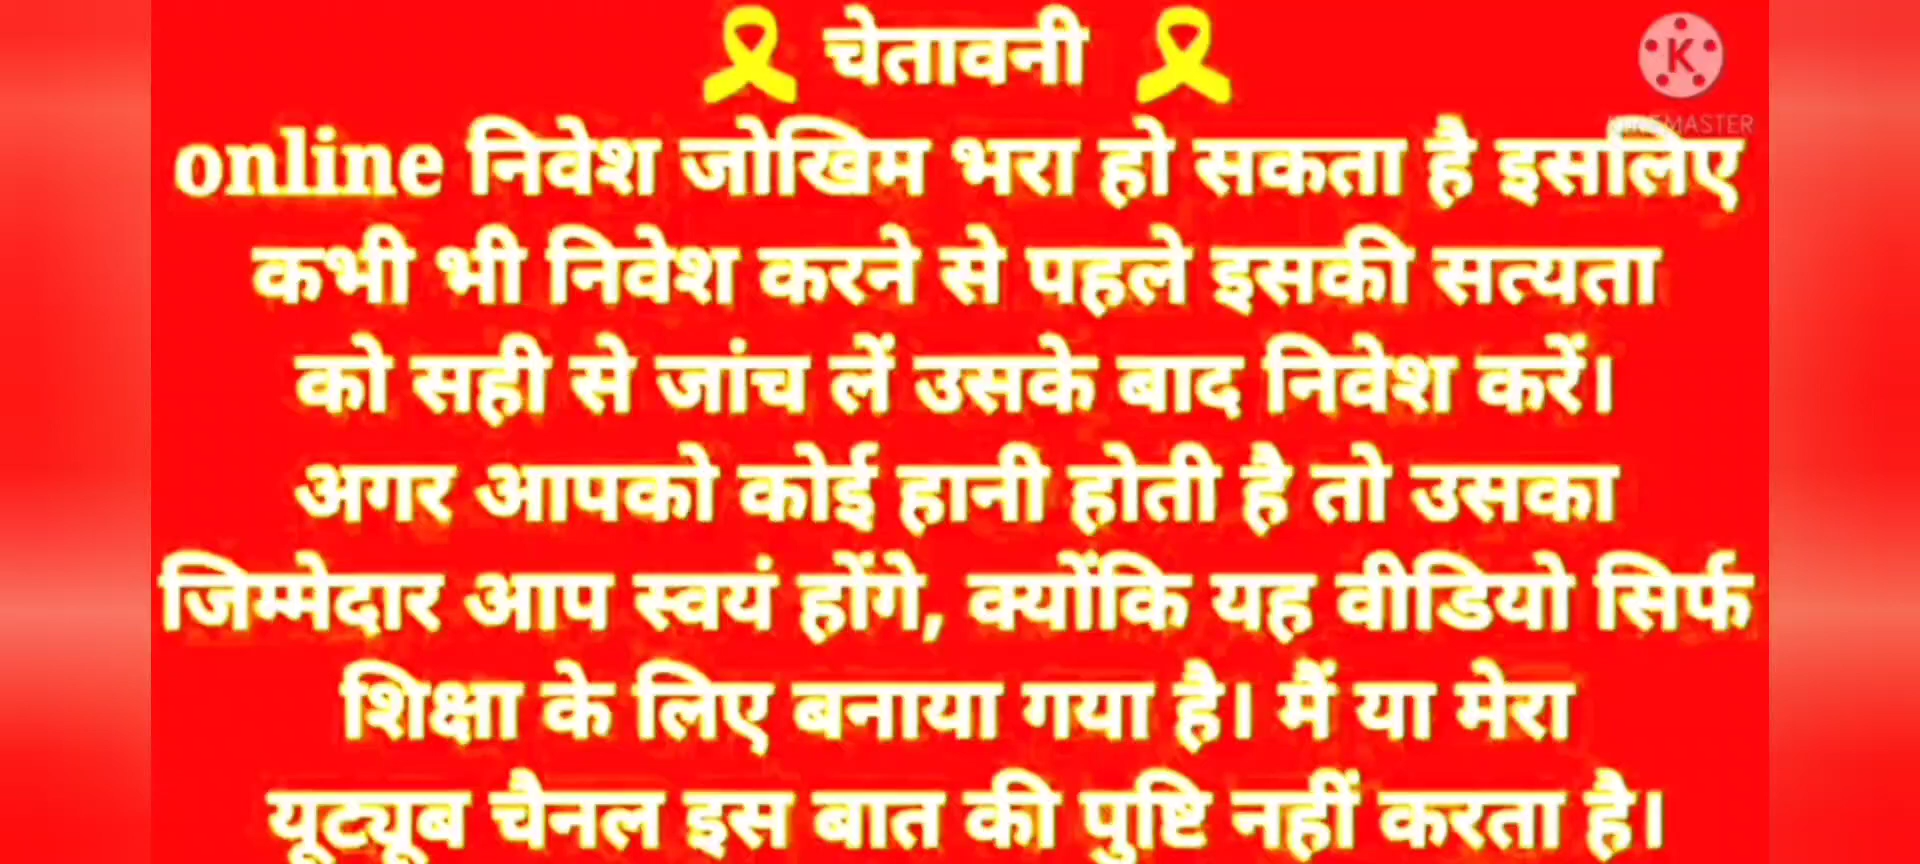 🎗 चेतावनी 🎗
KINEMASTER
online निवेश जोखिम भरा हो सकता है इसलिए
कभी भी निवेश करने से पहले इसकी सत्यता
को सही से जांच लें उसके बाद निवेश करें।
अगर आपको कोई हानी होती है तो उसका
जिम्मेदार आप स्वयं होंगे, क्योंकि यह वीडियो सिर्फ
शिक्षा के लिए बनाया गया है। मैं या मेरा
यूट्यूब चैनल इस बात की पुष्टि नहीं करता है।